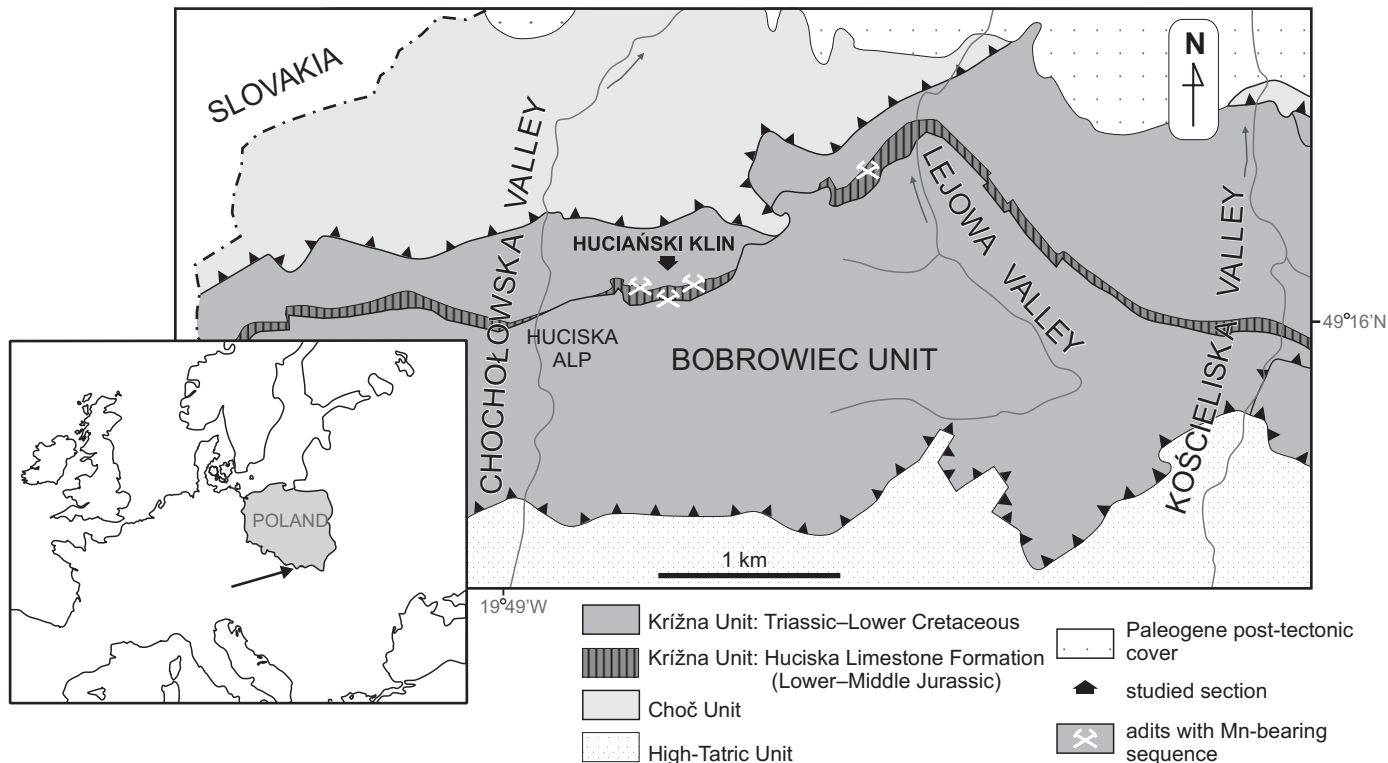 SLOVAKIA
CHOCHOŁOWSKA VALLEY
N
HUCIAŃSKI KLIN
LEJOWA VALLEY
KOŚCIELISKA VALLEY
HUCISKA
ALP
BOBROWIEC UNIT
49°16'N
POLAND
1 km
19°49'W
Krížna Unit: Triassic–Lower Cretaceous
Krížna Unit: Huciska Limestone Formation
(Lower–Middle Jurassic)
Choč Unit
High-Tatric Unit
Paleogene post-tectonic
cover
studied section
adits with Mn-bearing
sequence